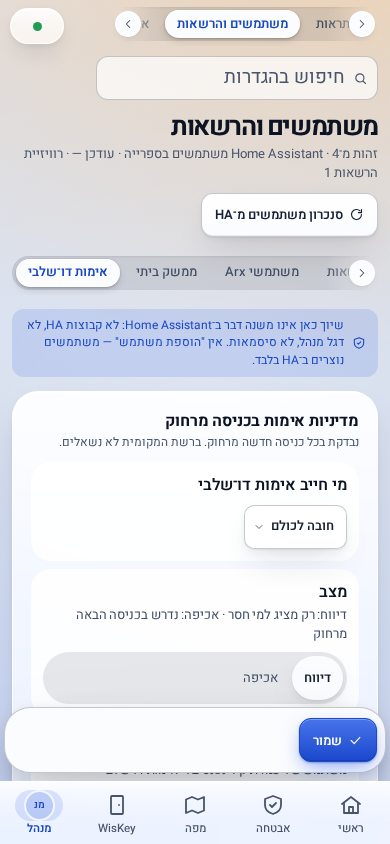 משתמשים והרשאות
חיפוש בהגדרות
משתמשים והרשאות
זהות מ־Home Assistant · 4 משתמשים בספרייה · עודכן — · רוויזיית
הרשאות 1
סנכרון משתמשים מ־HA
משתמשי Arx
ממשק ביתי
אימות דו־שלבי
שיוך כאן אינו משנה דבר ב־Home Assistant: לא קבוצות HA, לא
דגל מנהל, לא סיסמאות. אין "הוספת משתמש" — משתמשים
נוצרים ב־HA בלבד.
מדיניות אימות בכניסה מרחוק
נבדקת בכל כניסה חדשה מרחוק. ברשת המקומית לא נשאלים.
מי חייב אימות דו־שלבי
חובה לכולם
מצב
דיווח: רק מציג למי חסר · אכיפה: נדרש בכניסה הבאה
מרחוק
דיווח
אכיפה
שמור
ראשי
אבטחה
מפה
WisKey
מנ
מנהל